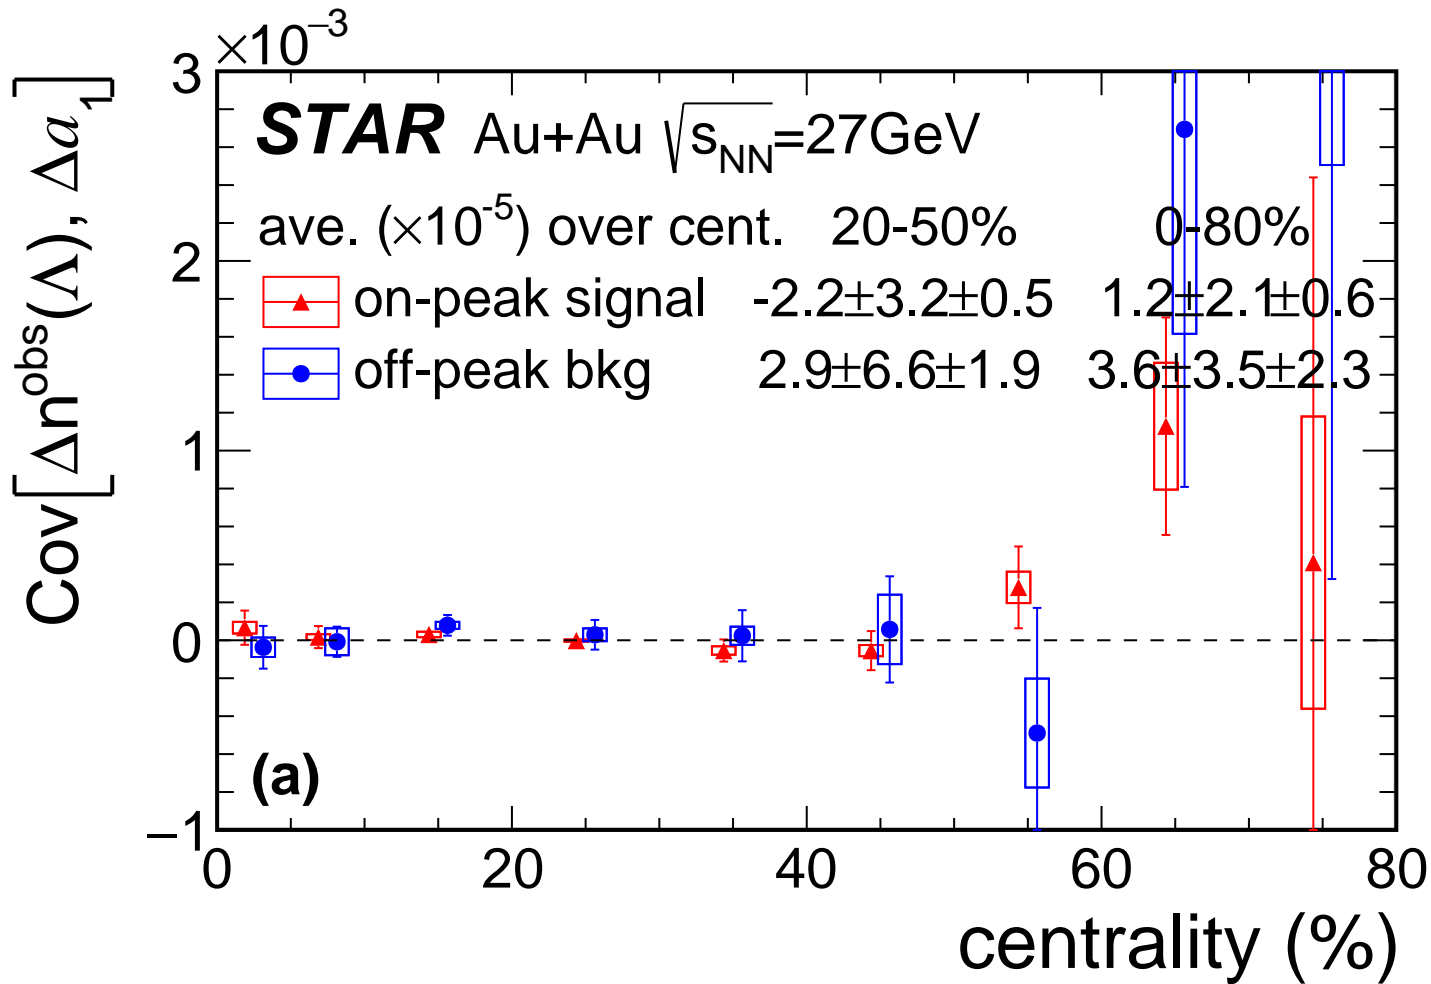 ×10⁻³
Cov[Δn^obs(Λ), Δa₁]
3
2
1
0
−1
STAR Au+Au √s_NN=27GeV
ave. (×10⁻⁵) over cent. 20-50% 0-80%
on-peak signal -2.2±3.2±0.5 1.2±2.1±0.6
off-peak bkg 2.9±6.6±1.9 3.6±3.5±2.3
(a)
0 20 40 60 80
centrality (%)